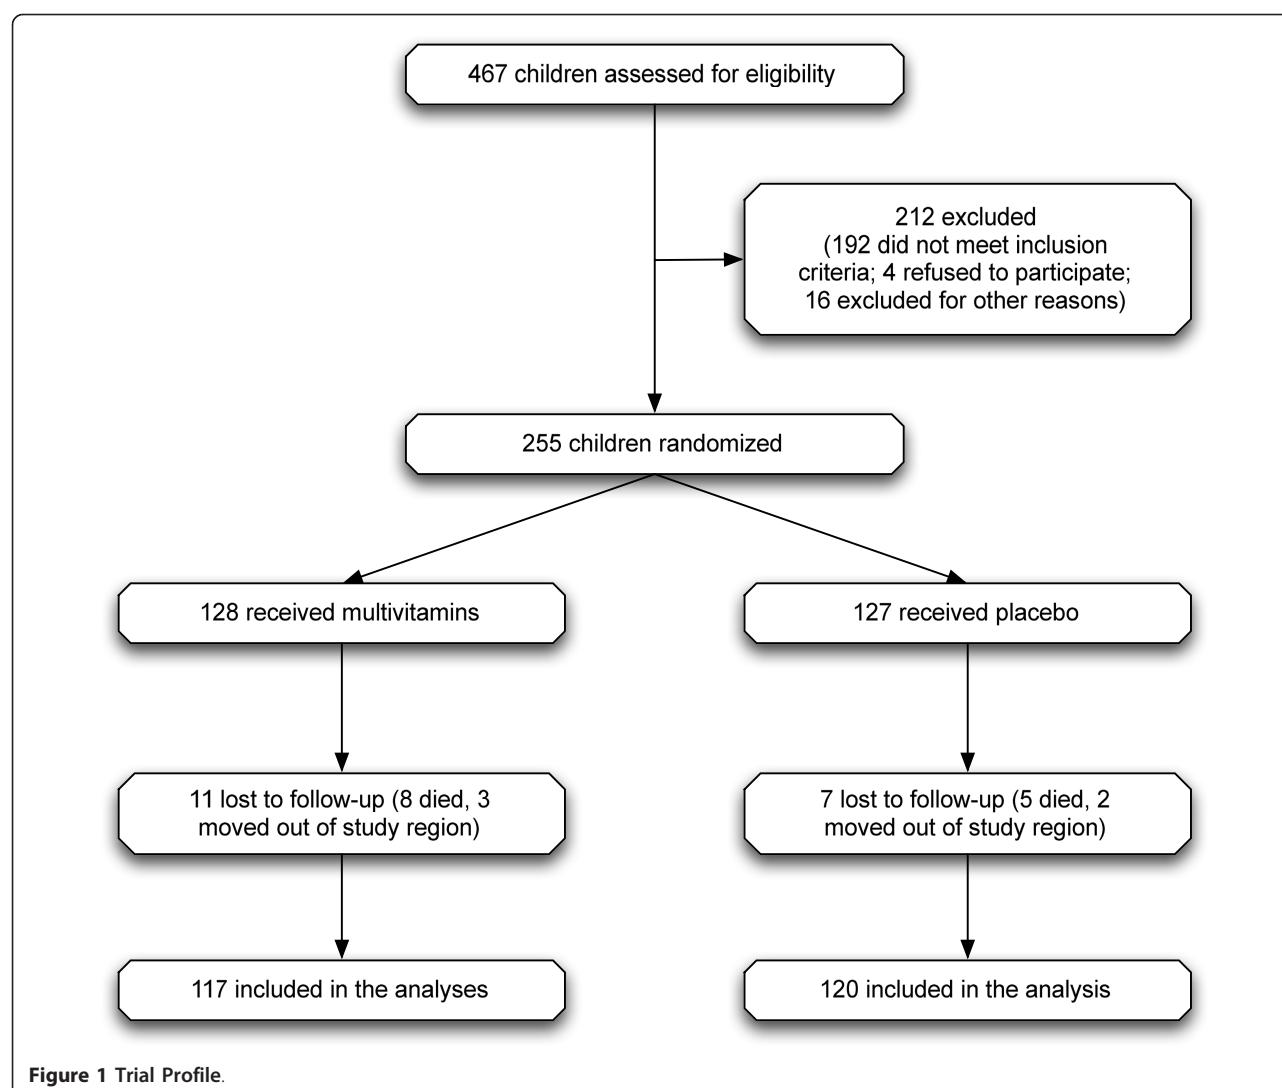 467 children assessed for eligibility
212 excluded
(192 did not meet inclusion
criteria; 4 refused to participate;
16 excluded for other reasons)
255 children randomized
128 received multivitamins
127 received placebo
11 lost to follow-up (8 died, 3
moved out of study region)
7 lost to follow-up (5 died, 2
moved out of study region)
117 included in the analyses
120 included in the analysis
Figure 1 Trial Profile.